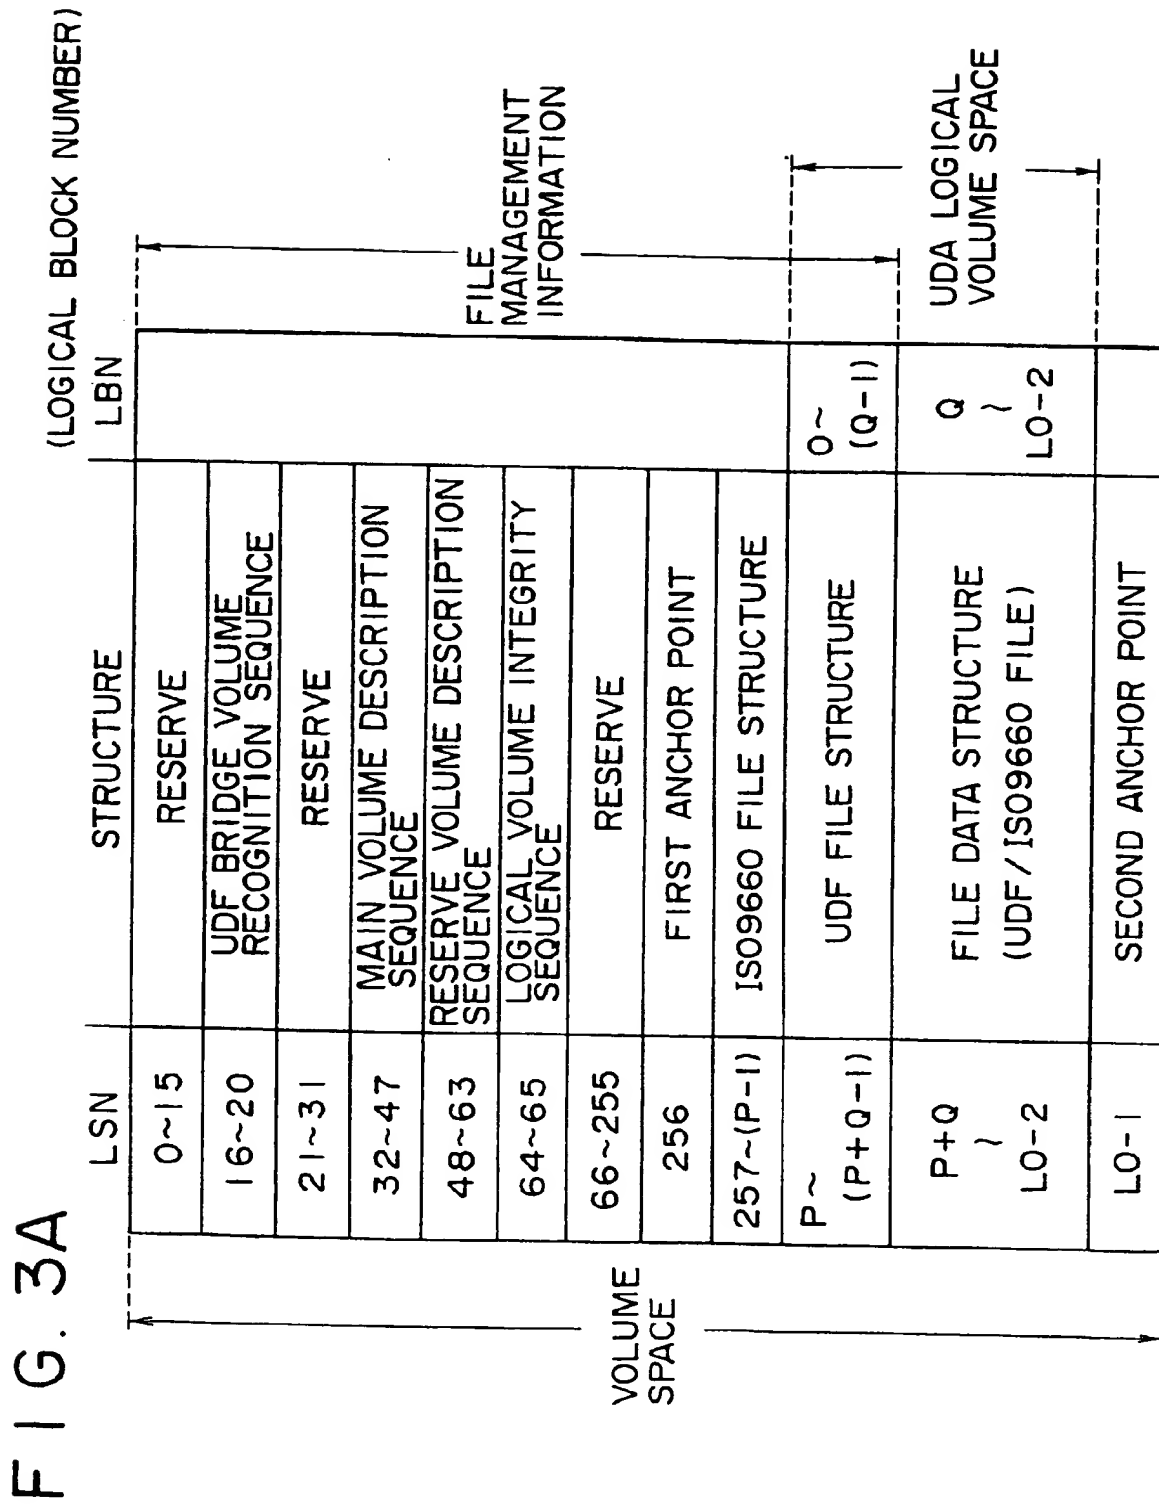 FIG. 3A
(LOGICAL BLOCK NUMBER)
LSN STRUCTURE LBN
0~15 RESERVE
16~20 UDF BRIDGE VOLUME
RECOGNITION SEQUENCE
21~31 RESERVE
32~47 MAIN VOLUME DESCRIPTION
SEQUENCE
48~63 RESERVE VOLUME DESCRIPTION
SEQUENCE
64~65 LOGICAL VOLUME INTEGRITY
SEQUENCE
66~255 RESERVE
256 FIRST ANCHOR POINT
257~(P-1) ISO9660 FILE STRUCTURE
P~
(P+Q-1)
UDF FILE STRUCTURE
0~
(Q-1)
P+Q
~
LO-2
FILE DATA STRUCTURE
(UDF/ISO9660 FILE)
Q
~
LO-2
LO-1 SECOND ANCHOR POINT
VOLUME
SPACE
FILE
MANAGEMENT
INFORMATION
UDA LOGICAL
VOLUME SPACE